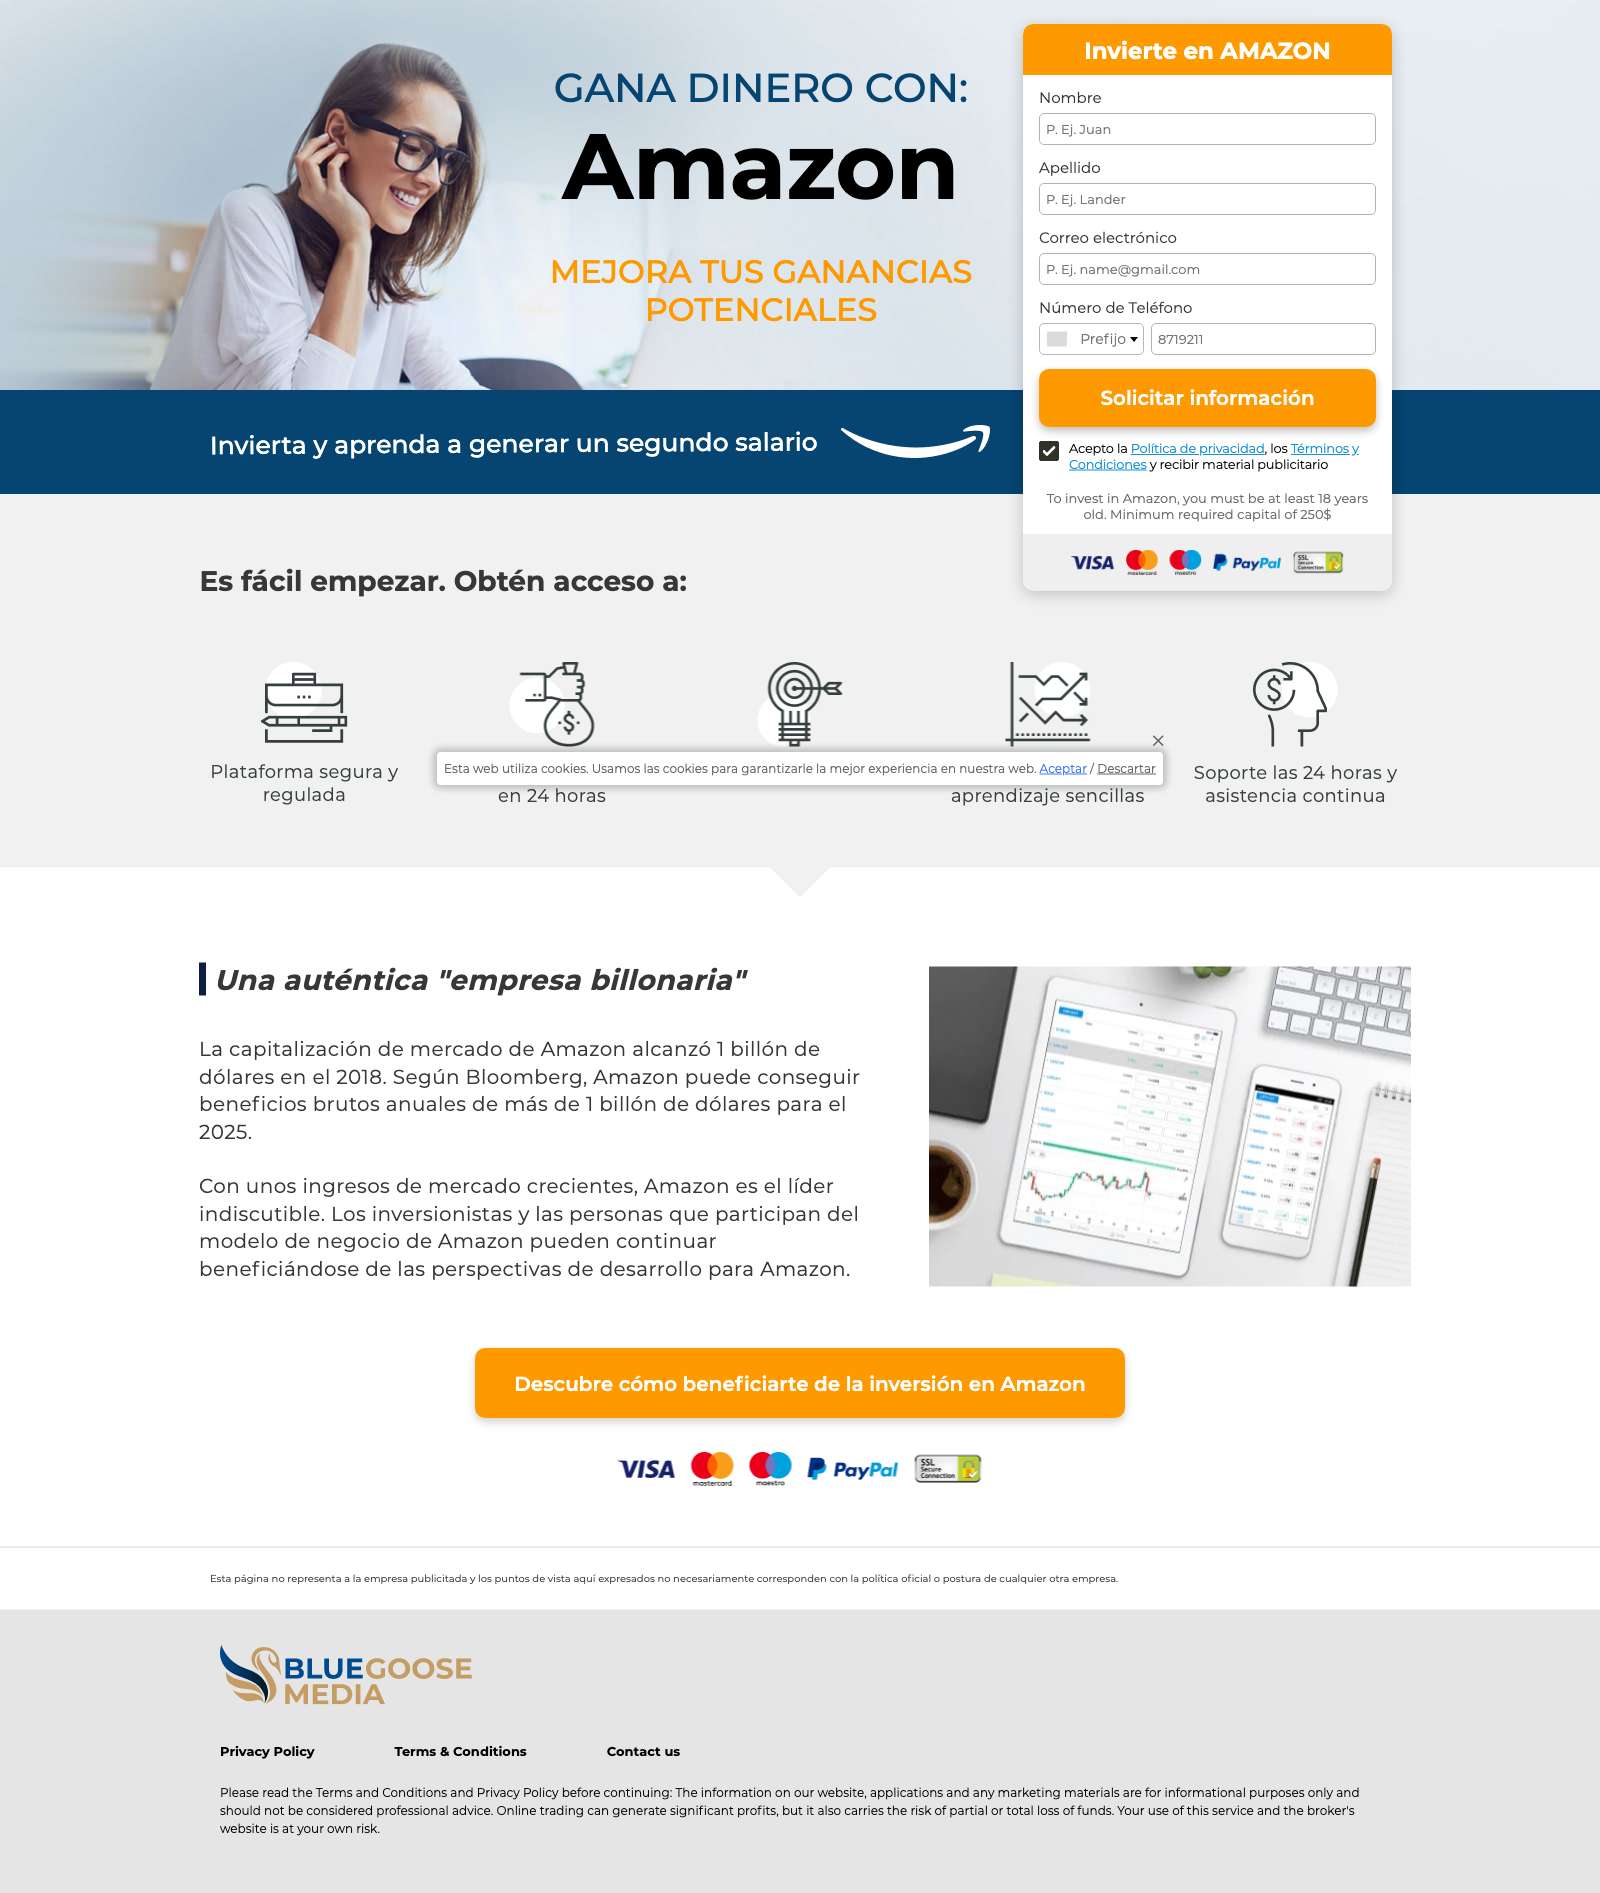 GANA DINERO CON:
Amazon
MEJORA TUS GANANCIAS
POTENCIALES
Invierta y aprenda a generar un segundo salario
Invierte en AMAZON
Nombre
P. Ej. Juan
Apellido
P. Ej. Lander
Correo electrónico
P. Ej. name@gmail.com
Número de Teléfono
Prefijo 8719211
Solicitar información
Acepto la Política de privacidad, los Términos y
Condiciones y recibir material publicitario
To invest in Amazon, you must be at least 18 years
old. Minimum required capital of 250$
VISA mastercard maestro PayPal SSL Secure Connection
Es fácil empezar. Obtén acceso a:
Plataforma segura y
regulada
en 24 horas
aprendizaje sencillas
Soporte las 24 horas y
asistencia continua
Esta web utiliza cookies. Usamos las cookies para garantizarle la mejor experiencia en nuestra web. Aceptar / Descartar
Una auténtica "empresa billonaria"
La capitalización de mercado de Amazon alcanzó 1 billón de
dólares en el 2018. Según Bloomberg, Amazon puede conseguir
beneficios brutos anuales de más de 1 billón de dólares para el
2025.
Con unos ingresos de mercado crecientes, Amazon es el líder
indiscutible. Los inversionistas y las personas que participan del
modelo de negocio de Amazon pueden continuar
beneficiándose de las perspectivas de desarrollo para Amazon.
Descubre cómo beneficiarte de la inversión en Amazon
VISA mastercard maestro PayPal SSL Secure Connection
Esta página no representa a la empresa publicitada y los puntos de vista aquí expresados no necesariamente corresponden con la política oficial o postura de cualquier otra empresa.
BLUEGOOSE
MEDIA
Privacy Policy Terms & Conditions Contact us
Please read the Terms and Conditions and Privacy Policy before continuing: The information on our website, applications and any marketing materials are for informational purposes only and
should not be considered professional advice. Online trading can generate significant profits, but it also carries the risk of partial or total loss of funds. Your use of this service and the broker's
website is at your own risk.